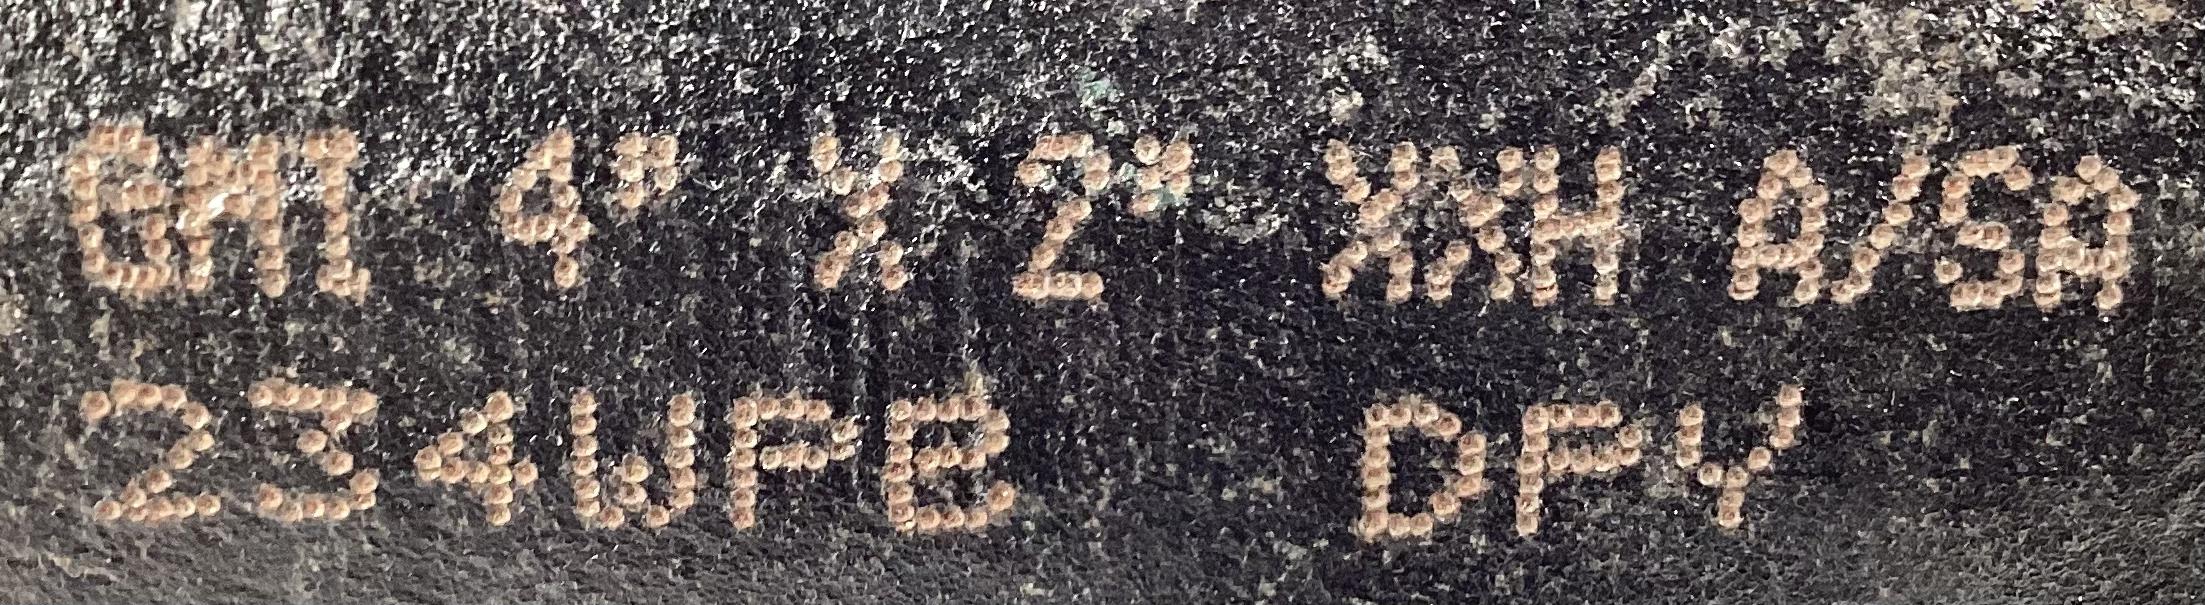 GMI 4" X 2" XXH A/SA
234WPB DPY